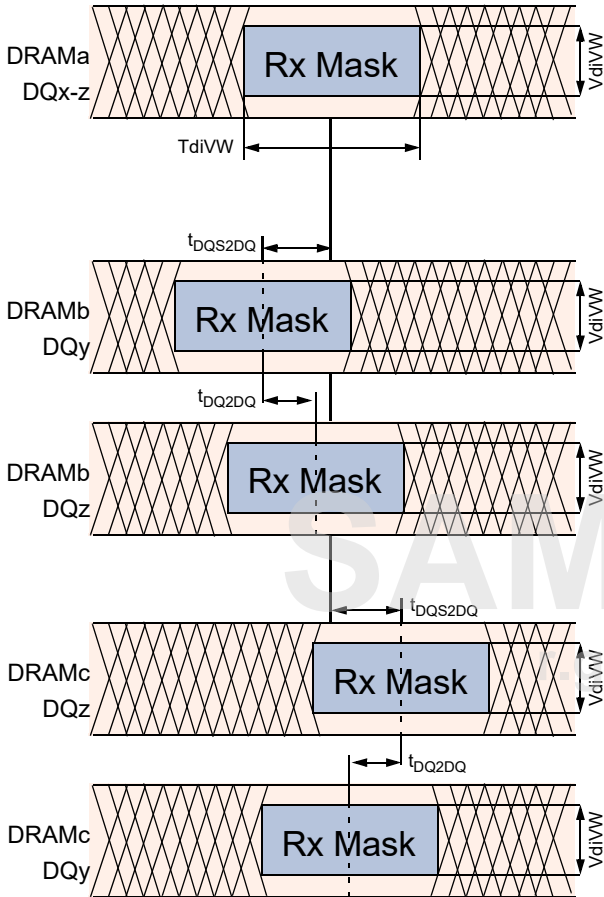 DRAMa
DQx-z
Rx Mask
VdiVW
TdiVW
tDQS2DQ
DRAMb
DQy
Rx Mask
VdiVW
tDQ2DQ
DRAMb
DQz
Rx Mask
VdiVW
SAM
tDQS2DQ
DRAMc
DQz
Rx Mask
VdiVW
r.g
tDQ2DQ
DRAMc
DQy
Rx Mask
VdiVW